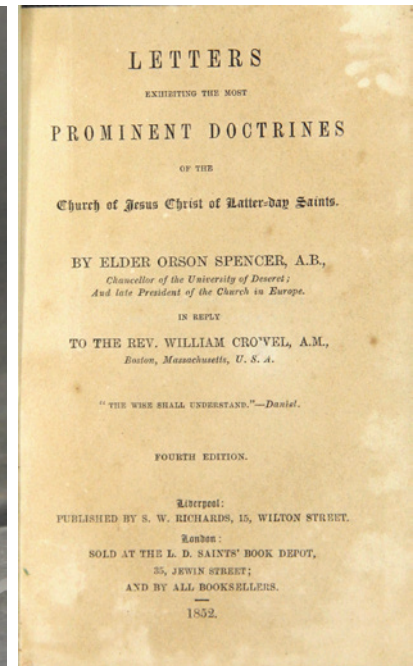 LETTERS
EXHIBITING THE MOST
PROMINENT DOCTRINES
OF THE
Church of Jesus Christ of Latter-day Saints.
BY ELDER ORSON SPENCER, A.B.,
Chancellor of the University of Deseret;
And late President of the Church in Europe.
IN REPLY
TO THE REV. WILLIAM CRO'VEL, A.M.,
Boston, Massachusetts, U. S. A.
"THE WISE SHALL UNDERSTAND."—Daniel.
FOURTH EDITION.
Liverpool:
PUBLISHED BY S. W. RICHARDS, 15, WILTON STREET.
London:
SOLD AT THE L. D. SAINTS' BOOK DEPOT,
35, JEWIN STREET;
AND BY ALL BOOKSELLERS.
1852.